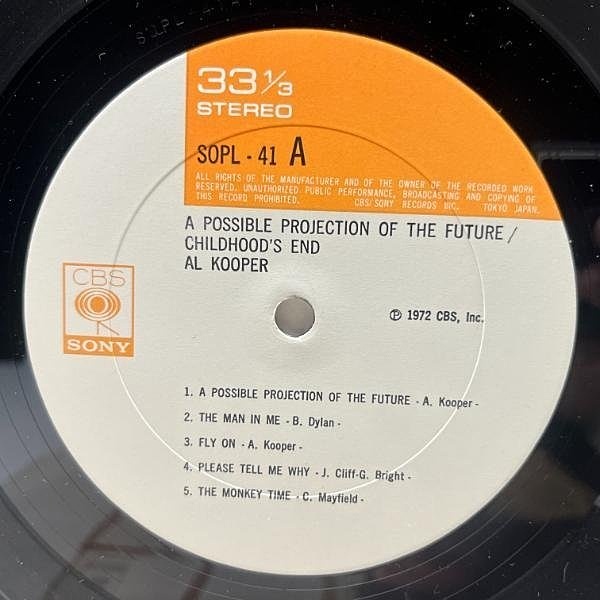 33 1/3
STEREO
SOPL - 41 A
ALL RIGHTS OF THE MANUFACTURER AND OF THE OWNER OF THE RECORDED WORK
RESERVED. UNAUTHORIZED PUBLIC PERFORMANCE, BROADCASTING AND COPYING OF
THIS RECORD PROHIBITED. CBS/SONY RECORDS INC. TOKYO JAPAN.
A POSSIBLE PROJECTION OF THE FUTURE /
CHILDHOOD'S END
AL KOOPER
CBS
SONY
℗ 1972 CBS, Inc.
1. A POSSIBLE PROJECTION OF THE FUTURE - A. Kooper -
2. THE MAN IN ME - B. Dylan -
3. FLY ON - A. Kooper -
4. PLEASE TELL ME WHY - J. Cliff-G. Bright -
5. THE MONKEY TIME - C. Mayfield -